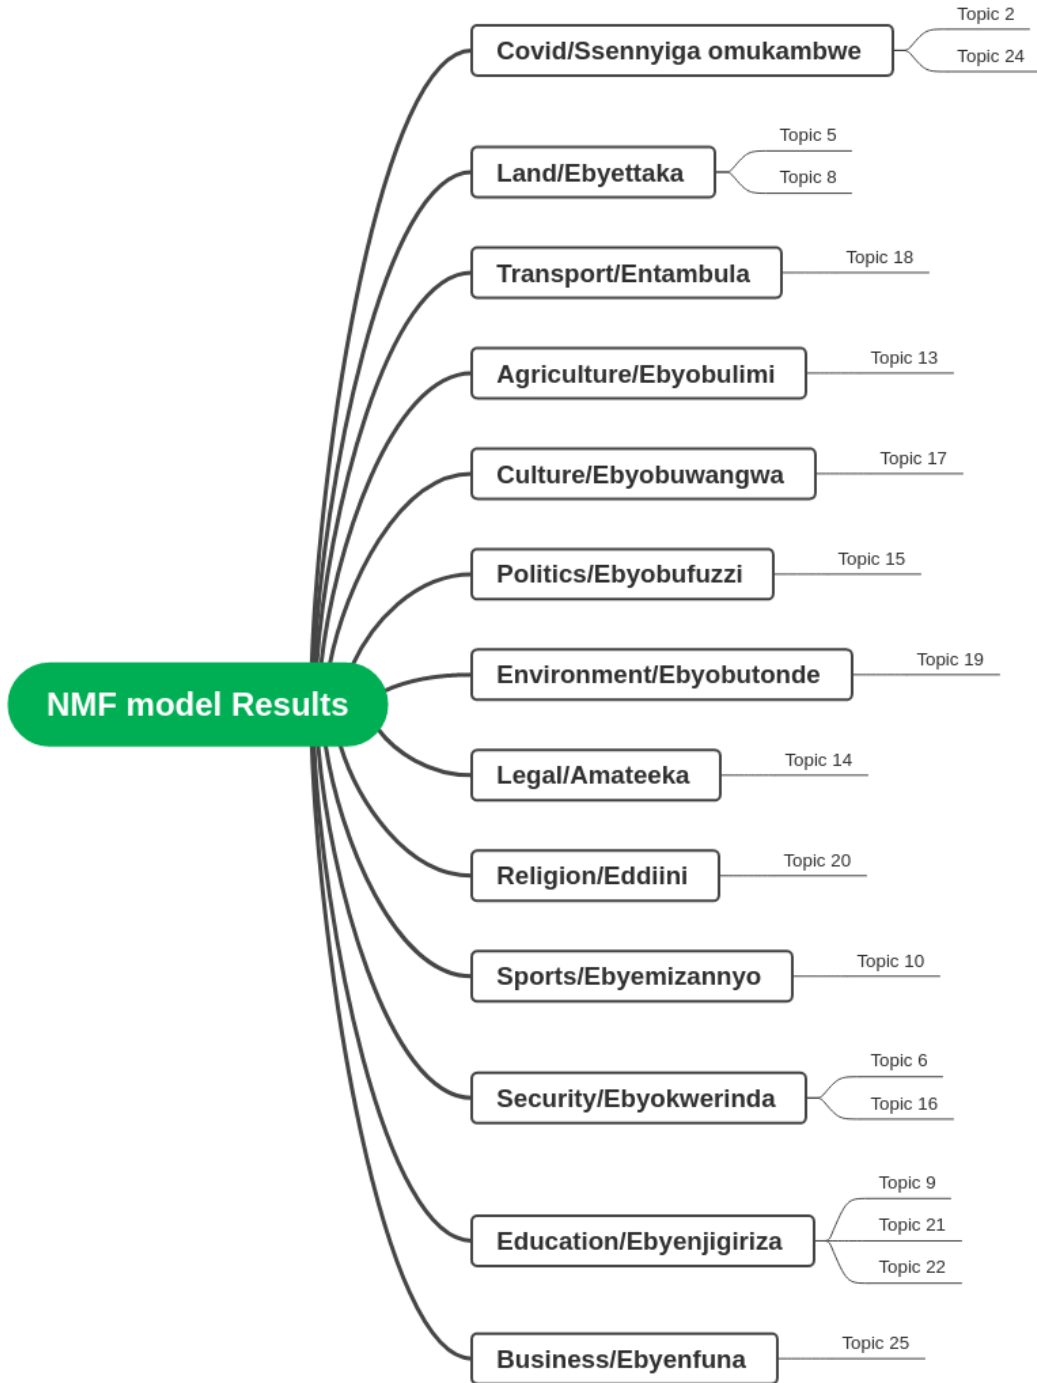 NMF model Results
Covid/Ssennyiga omukambwe
Topic 2
Topic 24
Land/Ebyettaka
Topic 5
Topic 8
Transport/Entambula
Topic 18
Agriculture/Ebyobulimi
Topic 13
Culture/Ebyobuwangwa
Topic 17
Politics/Ebyobufuzzi
Topic 15
Environment/Ebyobutonde
Topic 19
Legal/Amateeka
Topic 14
Religion/Eddiini
Topic 20
Sports/Ebyemizannyo
Topic 10
Security/Ebyokwerinda
Topic 6
Topic 16
Education/Ebyenjigiriza
Topic 9
Topic 21
Topic 22
Business/Ebyenfuna
Topic 25